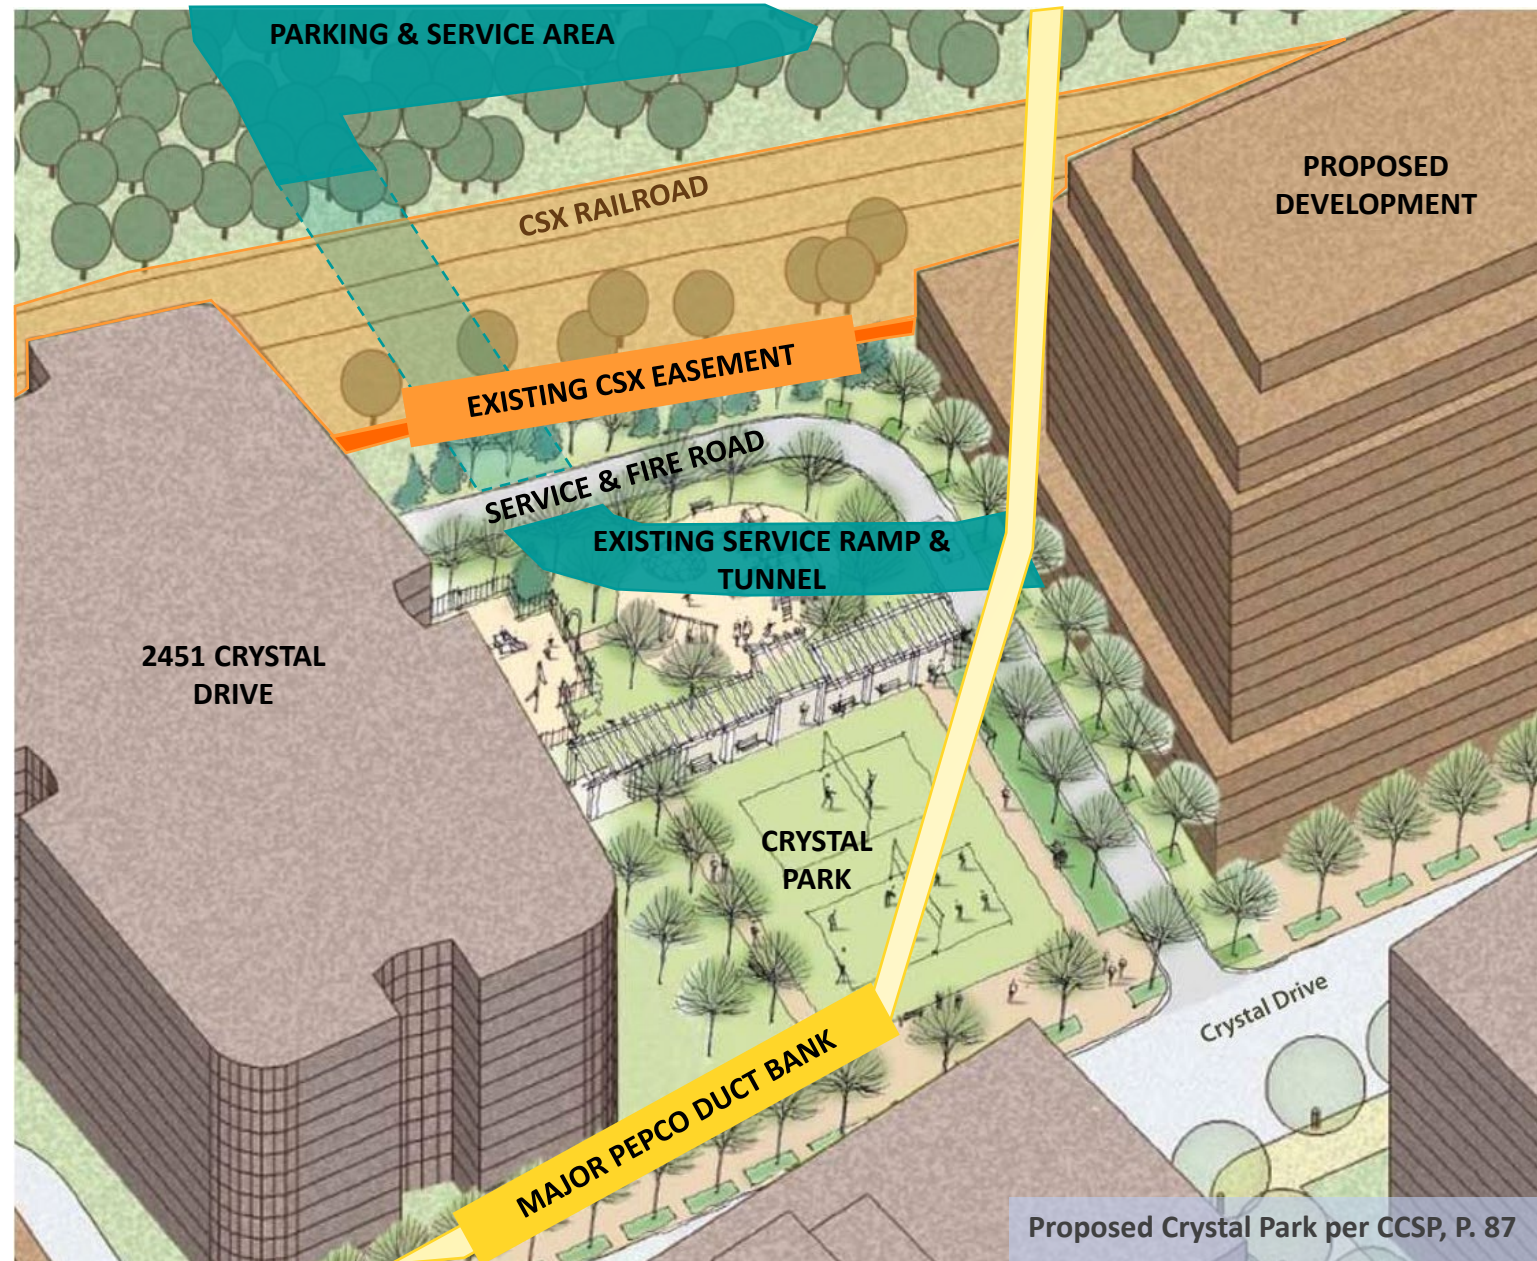 PARKING & SERVICE AREA
CSX RAILROAD
PROPOSED
DEVELOPMENT
EXISTING CSX EASEMENT
SERVICE & FIRE ROAD
EXISTING SERVICE RAMP &
TUNNEL
2451 CRYSTAL
DRIVE
CRYSTAL
PARK
Crystal Drive
MAJOR PEPCO DUCT BANK
Proposed Crystal Park per CCSP, P. 87